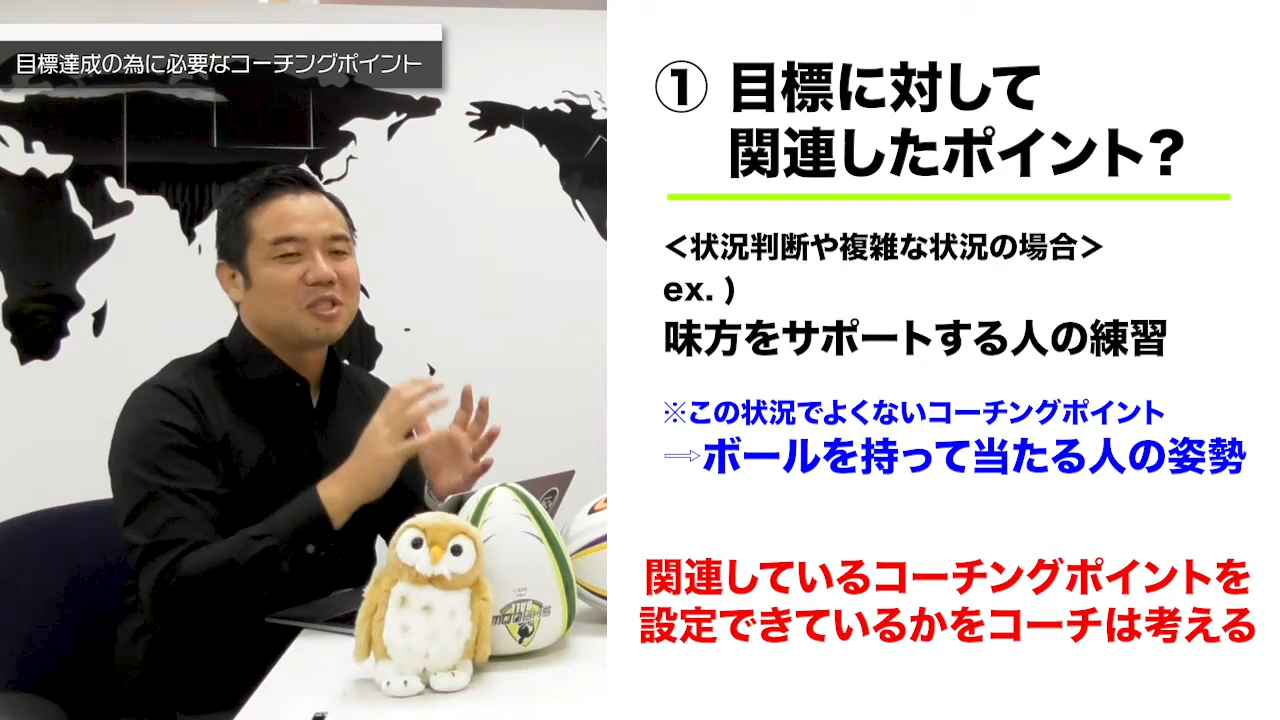 目標達成の為に必要なコーチングポイント
① 目標に対して
関連したポイント？
＜状況判断や複雑な状況の場合＞
ex. )
味方をサポートする人の練習
※この状況でよくないコーチングポイント
⇒ボールを持って当たる人の姿勢
関連しているコーチングポイントを
設定できているかをコーチは考える